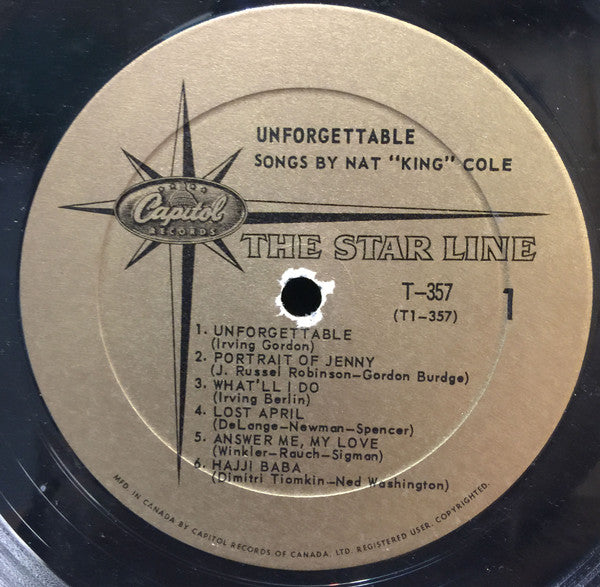 UNFORGETTABLE
SONGS BY NAT "KING" COLE
Capitol
RECORDS
THE STAR LINE
T-357
(T1-357)
1
1. UNFORGETTABLE
(Irving Gordon)
2. PORTRAIT OF JENNY
(J. Russel Robinson-Gordon Burdge)
3. WHAT'LL I DO
(Irving Berlin)
4. LOST APRIL
(DeLange-Newman-Spencer)
5. ANSWER ME, MY LOVE
(Winkler-Rauch-Sigman)
6. HAJJI BABA
(Dimitri Tiomkin-Ned Washington)
MFD. IN CANADA BY CAPITOL RECORDS OF CANADA, LTD. REGISTERED USER. COPYRIGHTED.